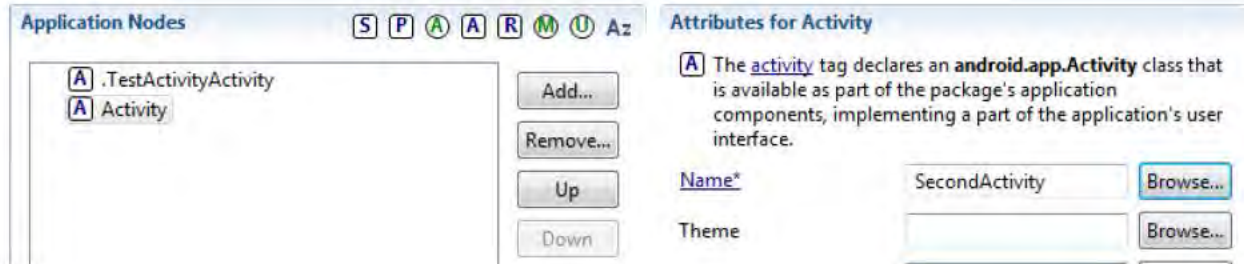 Application Nodes
S P A A R M U Az
A .TestActivityActivity
A Activity
Add...
Remove...
Up
Down
Attributes for Activity
A The activity tag declares an android.app.Activity class that
is available as part of the package's application
components, implementing a part of the application's user
interface.
Name* SecondActivity Browse...
Theme Browse...